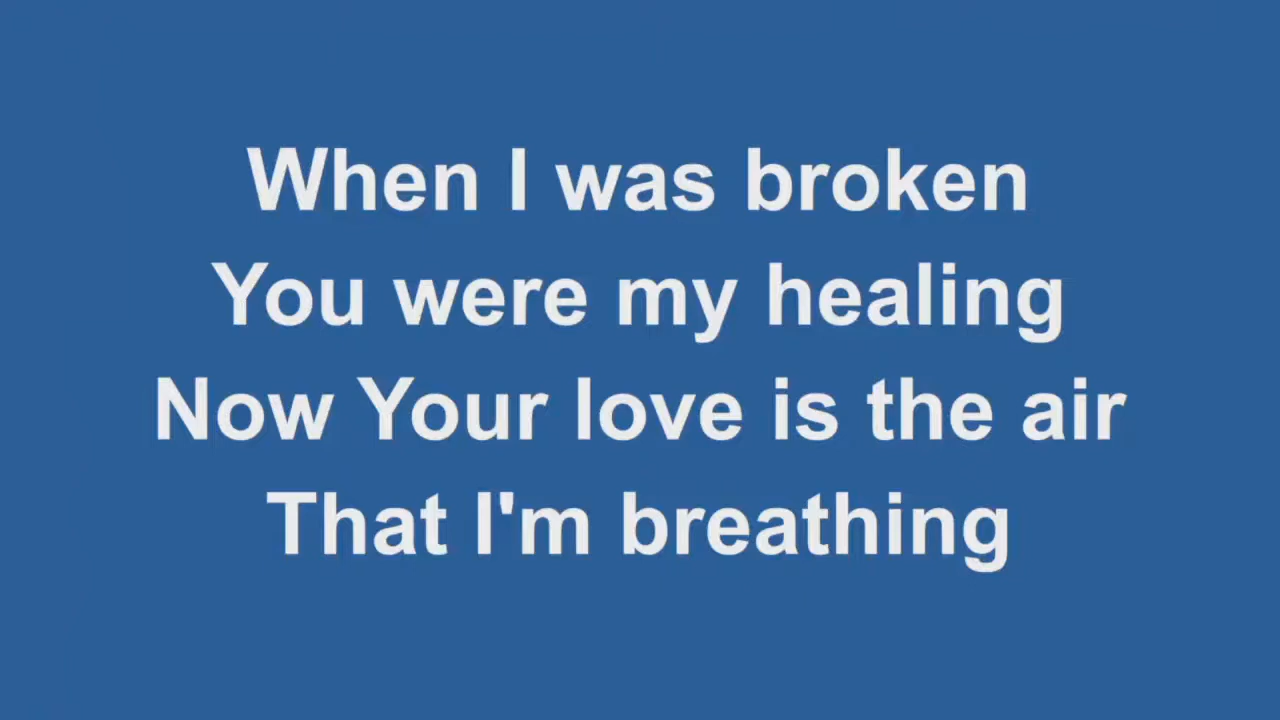 When I was broken
You were my healing
Now Your love is the air
That I'm breathing